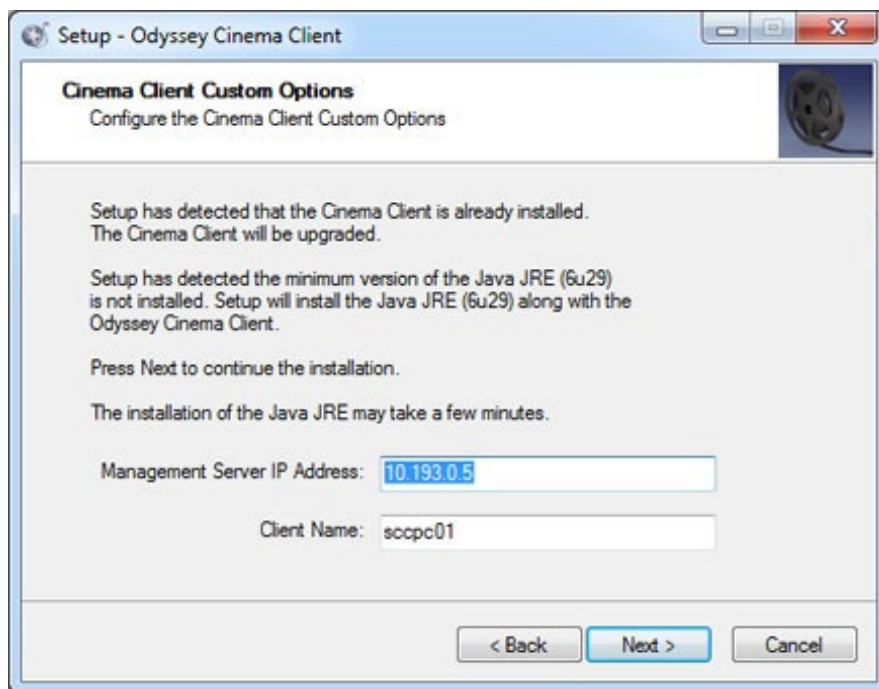 Setup - Odyssey Cinema Client
Cinema Client Custom Options
Configure the Cinema Client Custom Options
Setup has detected that the Cinema Client is already installed.
The Cinema Client will be upgraded.
Setup has detected the minimum version of the Java JRE (6u29)
is not installed. Setup will install the Java JRE (6u29) along with the
Odyssey Cinema Client.
Press Next to continue the installation.
The installation of the Java JRE may take a few minutes.
Management Server IP Address: 10.193.0.5
Client Name: sccpc01
< Back Next > Cancel